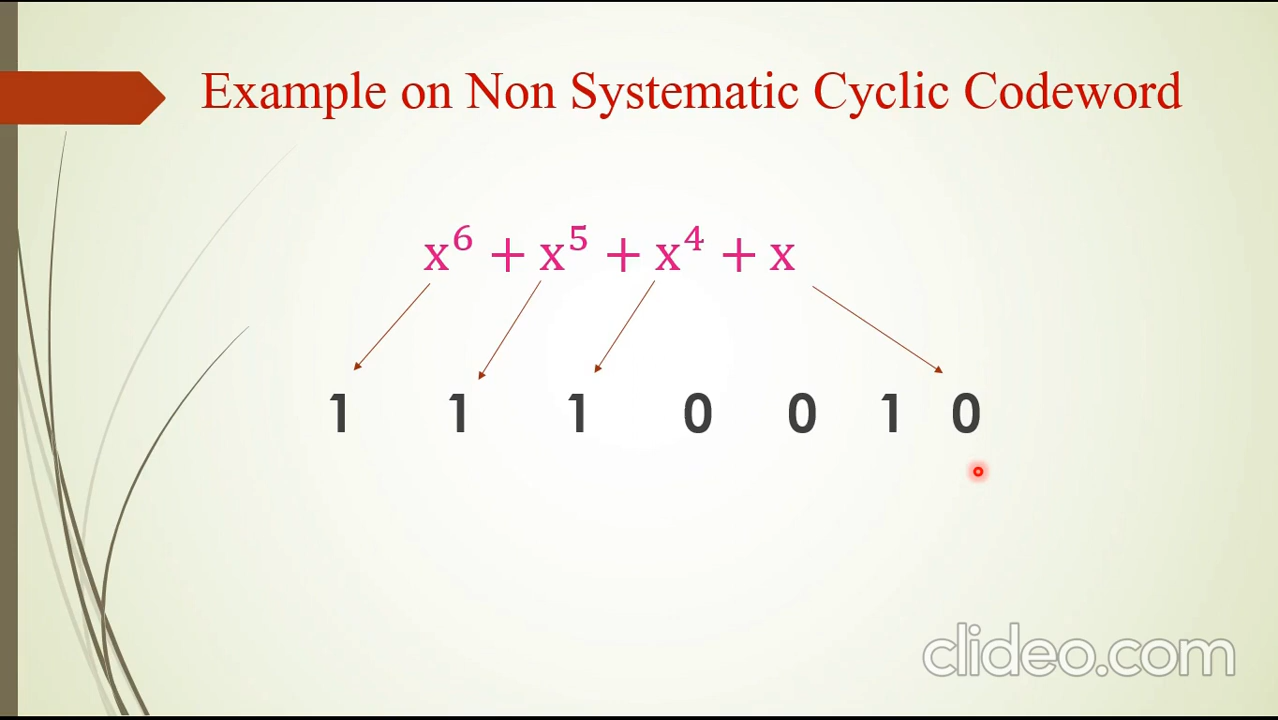 Example on Non Systematic Cyclic Codeword
x⁶ + x⁵ + x⁴ + x
1 1 1 0 0 1 0
clideo.com